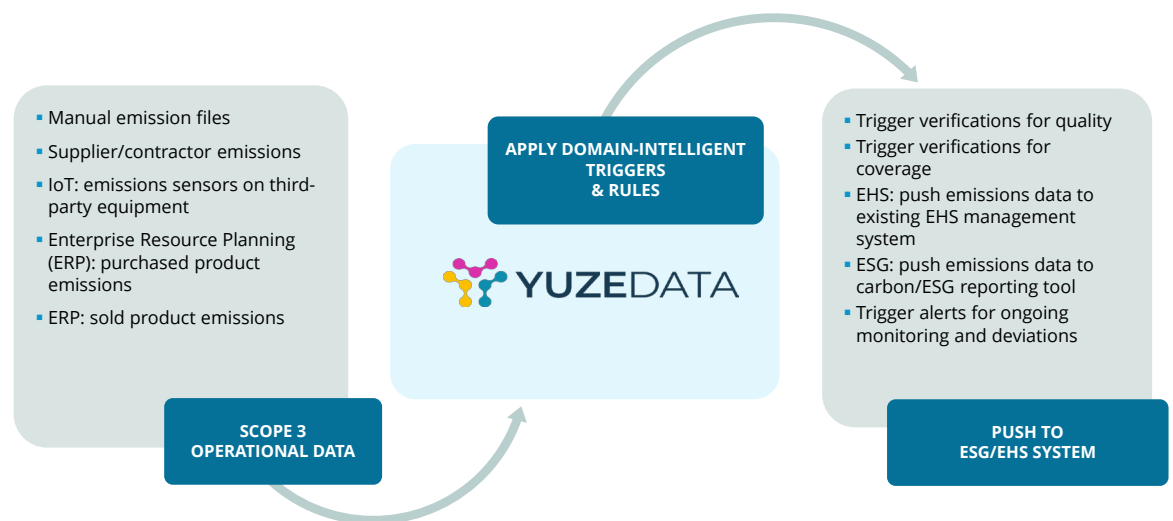 ▪ Manual emission files
▪ Supplier/contractor emissions
▪ IoT: emissions sensors on third-
party equipment
▪ Enterprise Resource Planning
(ERP): purchased product
emissions
▪ ERP: sold product emissions
SCOPE 3
OPERATIONAL DATA
APPLY DOMAIN-INTELLIGENT
TRIGGERS
& RULES
YUZEDATA
▪ Trigger verifications for quality
▪ Trigger verifications for
coverage
▪ EHS: push emissions data to
existing EHS management
system
▪ ESG: push emissions data to
carbon/ESG reporting tool
▪ Trigger alerts for ongoing
monitoring and deviations
PUSH TO
ESG/EHS SYSTEM